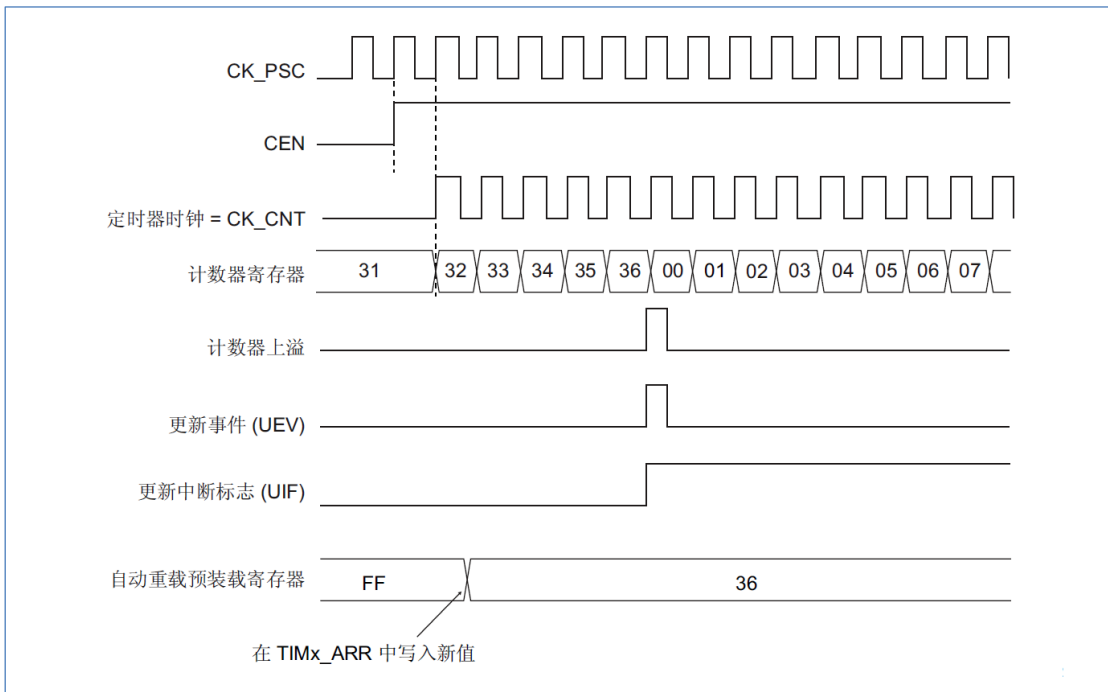 CK_PSC
CEN
定时器时钟 = CK_CNT
计数器寄存器 31 32 33 34 35 36 00 01 02 03 04 05 06 07
计数器上溢
更新事件 (UEV)
更新中断标志 (UIF)
自动重载预装载寄存器 FF 36
在 TIMx_ARR 中写入新值